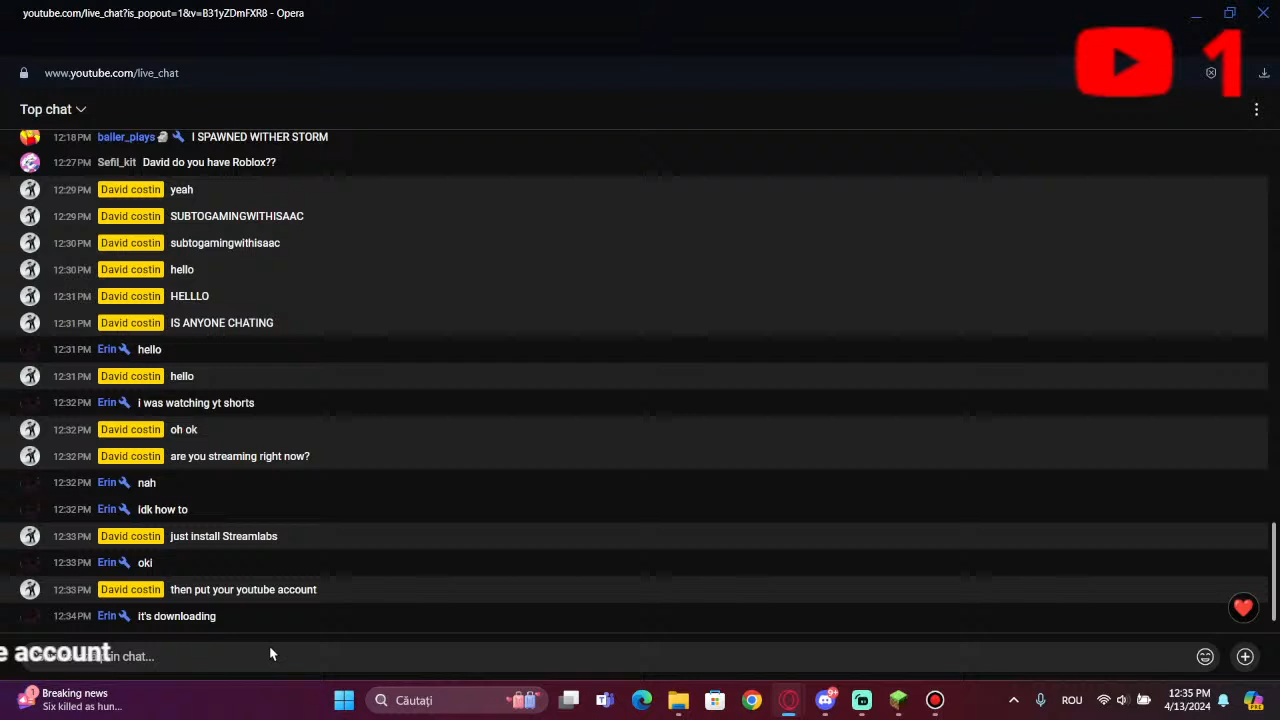 youtube.com/live_chat?is_popout=1&v=B31yZDmFXR8 - Opera
www.youtube.com/live_chat
1
Top chat
12:18 PM baller_plays🗿 I SPAWNED WITHER STORM
12:27 PM Sefil_kit David do you have Roblox??
12:29 PM David costin yeah
12:29 PM David costin SUBTOGAMINGWITHISAAC
12:30 PM David costin subtogamingwithisaac
12:30 PM David costin hello
12:31 PM David costin HELLLO
12:31 PM David costin IS ANYONE CHATING
12:31 PM Erin hello
12:31 PM David costin hello
12:32 PM Erin i was watching yt shorts
12:32 PM David costin oh ok
12:32 PM David costin are you streaming right now?
12:32 PM Erin nah
12:32 PM Erin idk how to
12:33 PM David costin just install Streamlabs
12:33 PM Erin oki
12:33 PM David costin then put your youtube account
12:34 PM Erin it's downloading
e account
in chat...
1
Breaking news
Six killed as hun...
Căutați
9+
ROU
12:35 PM
4/13/2024
PRE